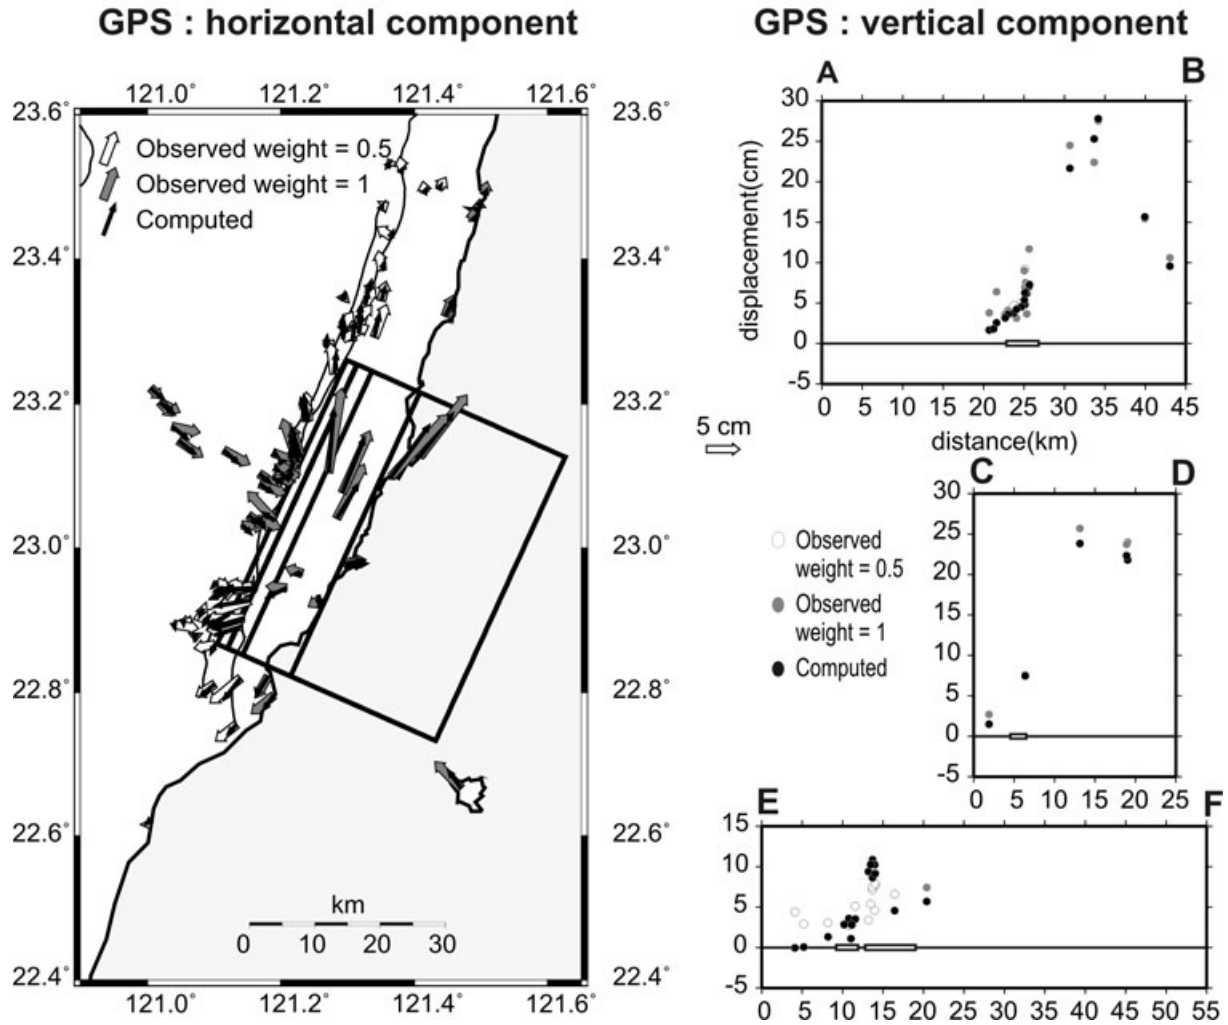 GPS : horizontal component
GPS : vertical component
121.0° 121.2° 121.4° 121.6°
23.6° 23.6°
23.4° 23.4°
23.2° 23.2°
23.0° 23.0°
22.8° 22.8°
22.6° 22.6°
22.4° 22.4°
121.0° 121.2° 121.4° 121.6°
Observed weight = 0.5
Observed weight = 1
Computed
km
0 10 20 30
5 cm
A B
displacement(cm)
30
25
20
15
10
5
0
-5
0 5 10 15 20 25 30 35 40 45
distance(km)
C D
30
25
20
15
10
5
0
-5
0 5 10 15 20 25
Observed
weight = 0.5
Observed
weight = 1
Computed
E F
15
10
5
0
-5
0 5 10 15 20 25 30 35 40 45 50 55